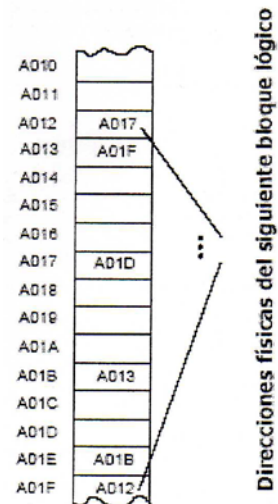 A010
A011
A012 A017
A013 A01F
A014
A015
A016
A017 A01D
A018
A019
A01A
A01B A013
A01C
A01D
A01E A01B
A01F A012
...
Direcciones físicas del siguiente bloque lógico